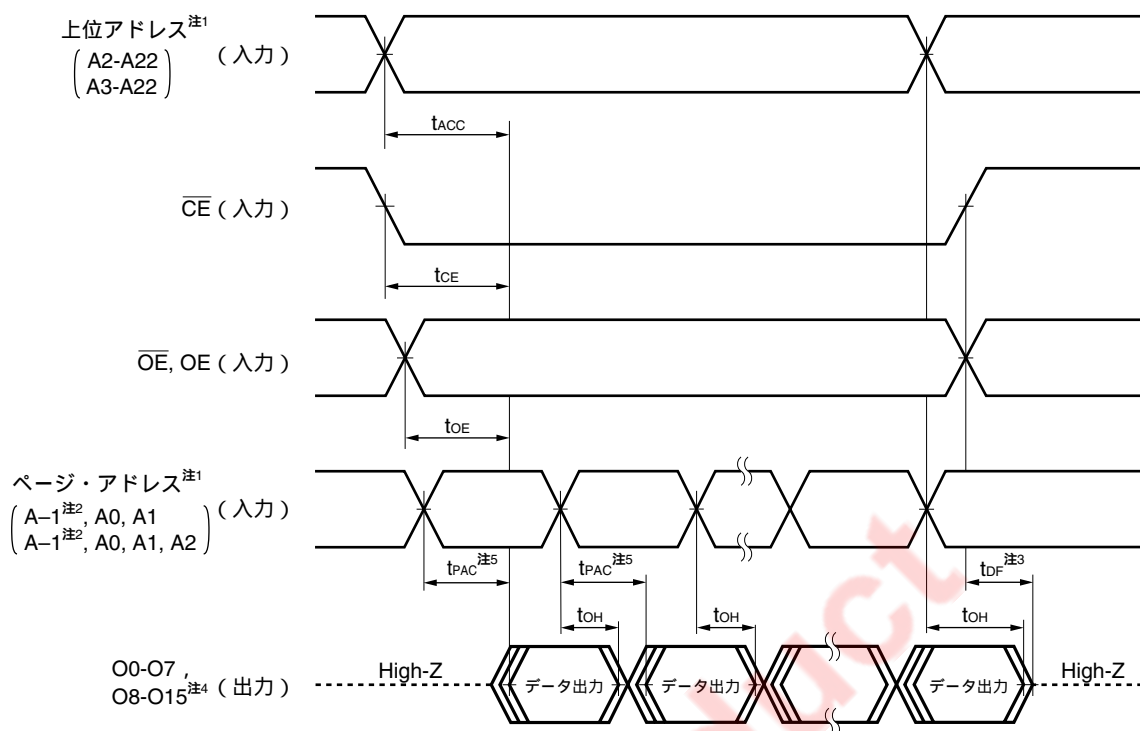 上位アドレス注1
( A2-A22
A3-A22 ) (入力)
tACC
CE(入力)
tCE
OE, OE(入力)
tOE
ページ・アドレス注1
( A–1注2, A0, A1
A–1注2, A0, A1, A2 ) (入力)
tPAC注5
tPAC注5
tDF注3
tOH
tOH
tOH
O0-O7,
O8-O15注4(出力)
High-Z
データ出力
データ出力
データ出力
High-Z